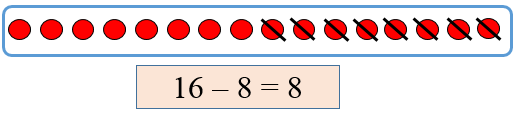 16 – 8 = 8